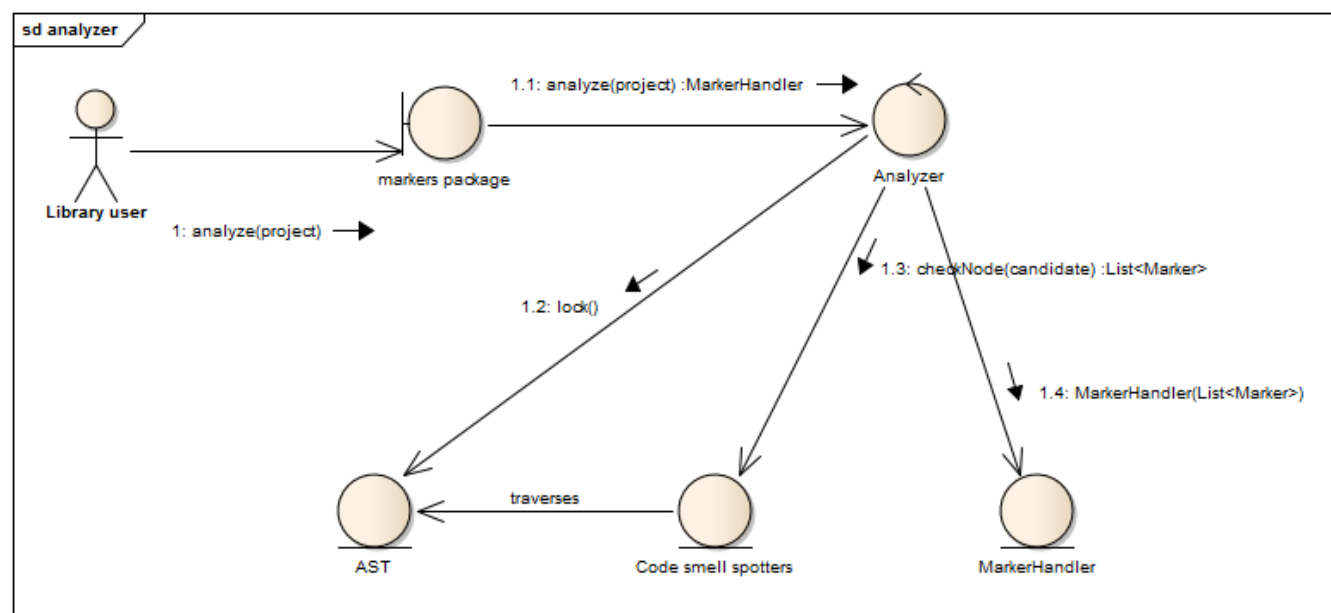 sd analyzer
1.1: analyze(project) :MarkerHandler
markers package
Analyzer
Library user
1: analyze(project)
1.2: lock()
1.3: checkNode(candidate) :List<Marker>
1.4: MarkerHandler(List<Marker>)
traverses
AST
Code smell spotters
MarkerHandler